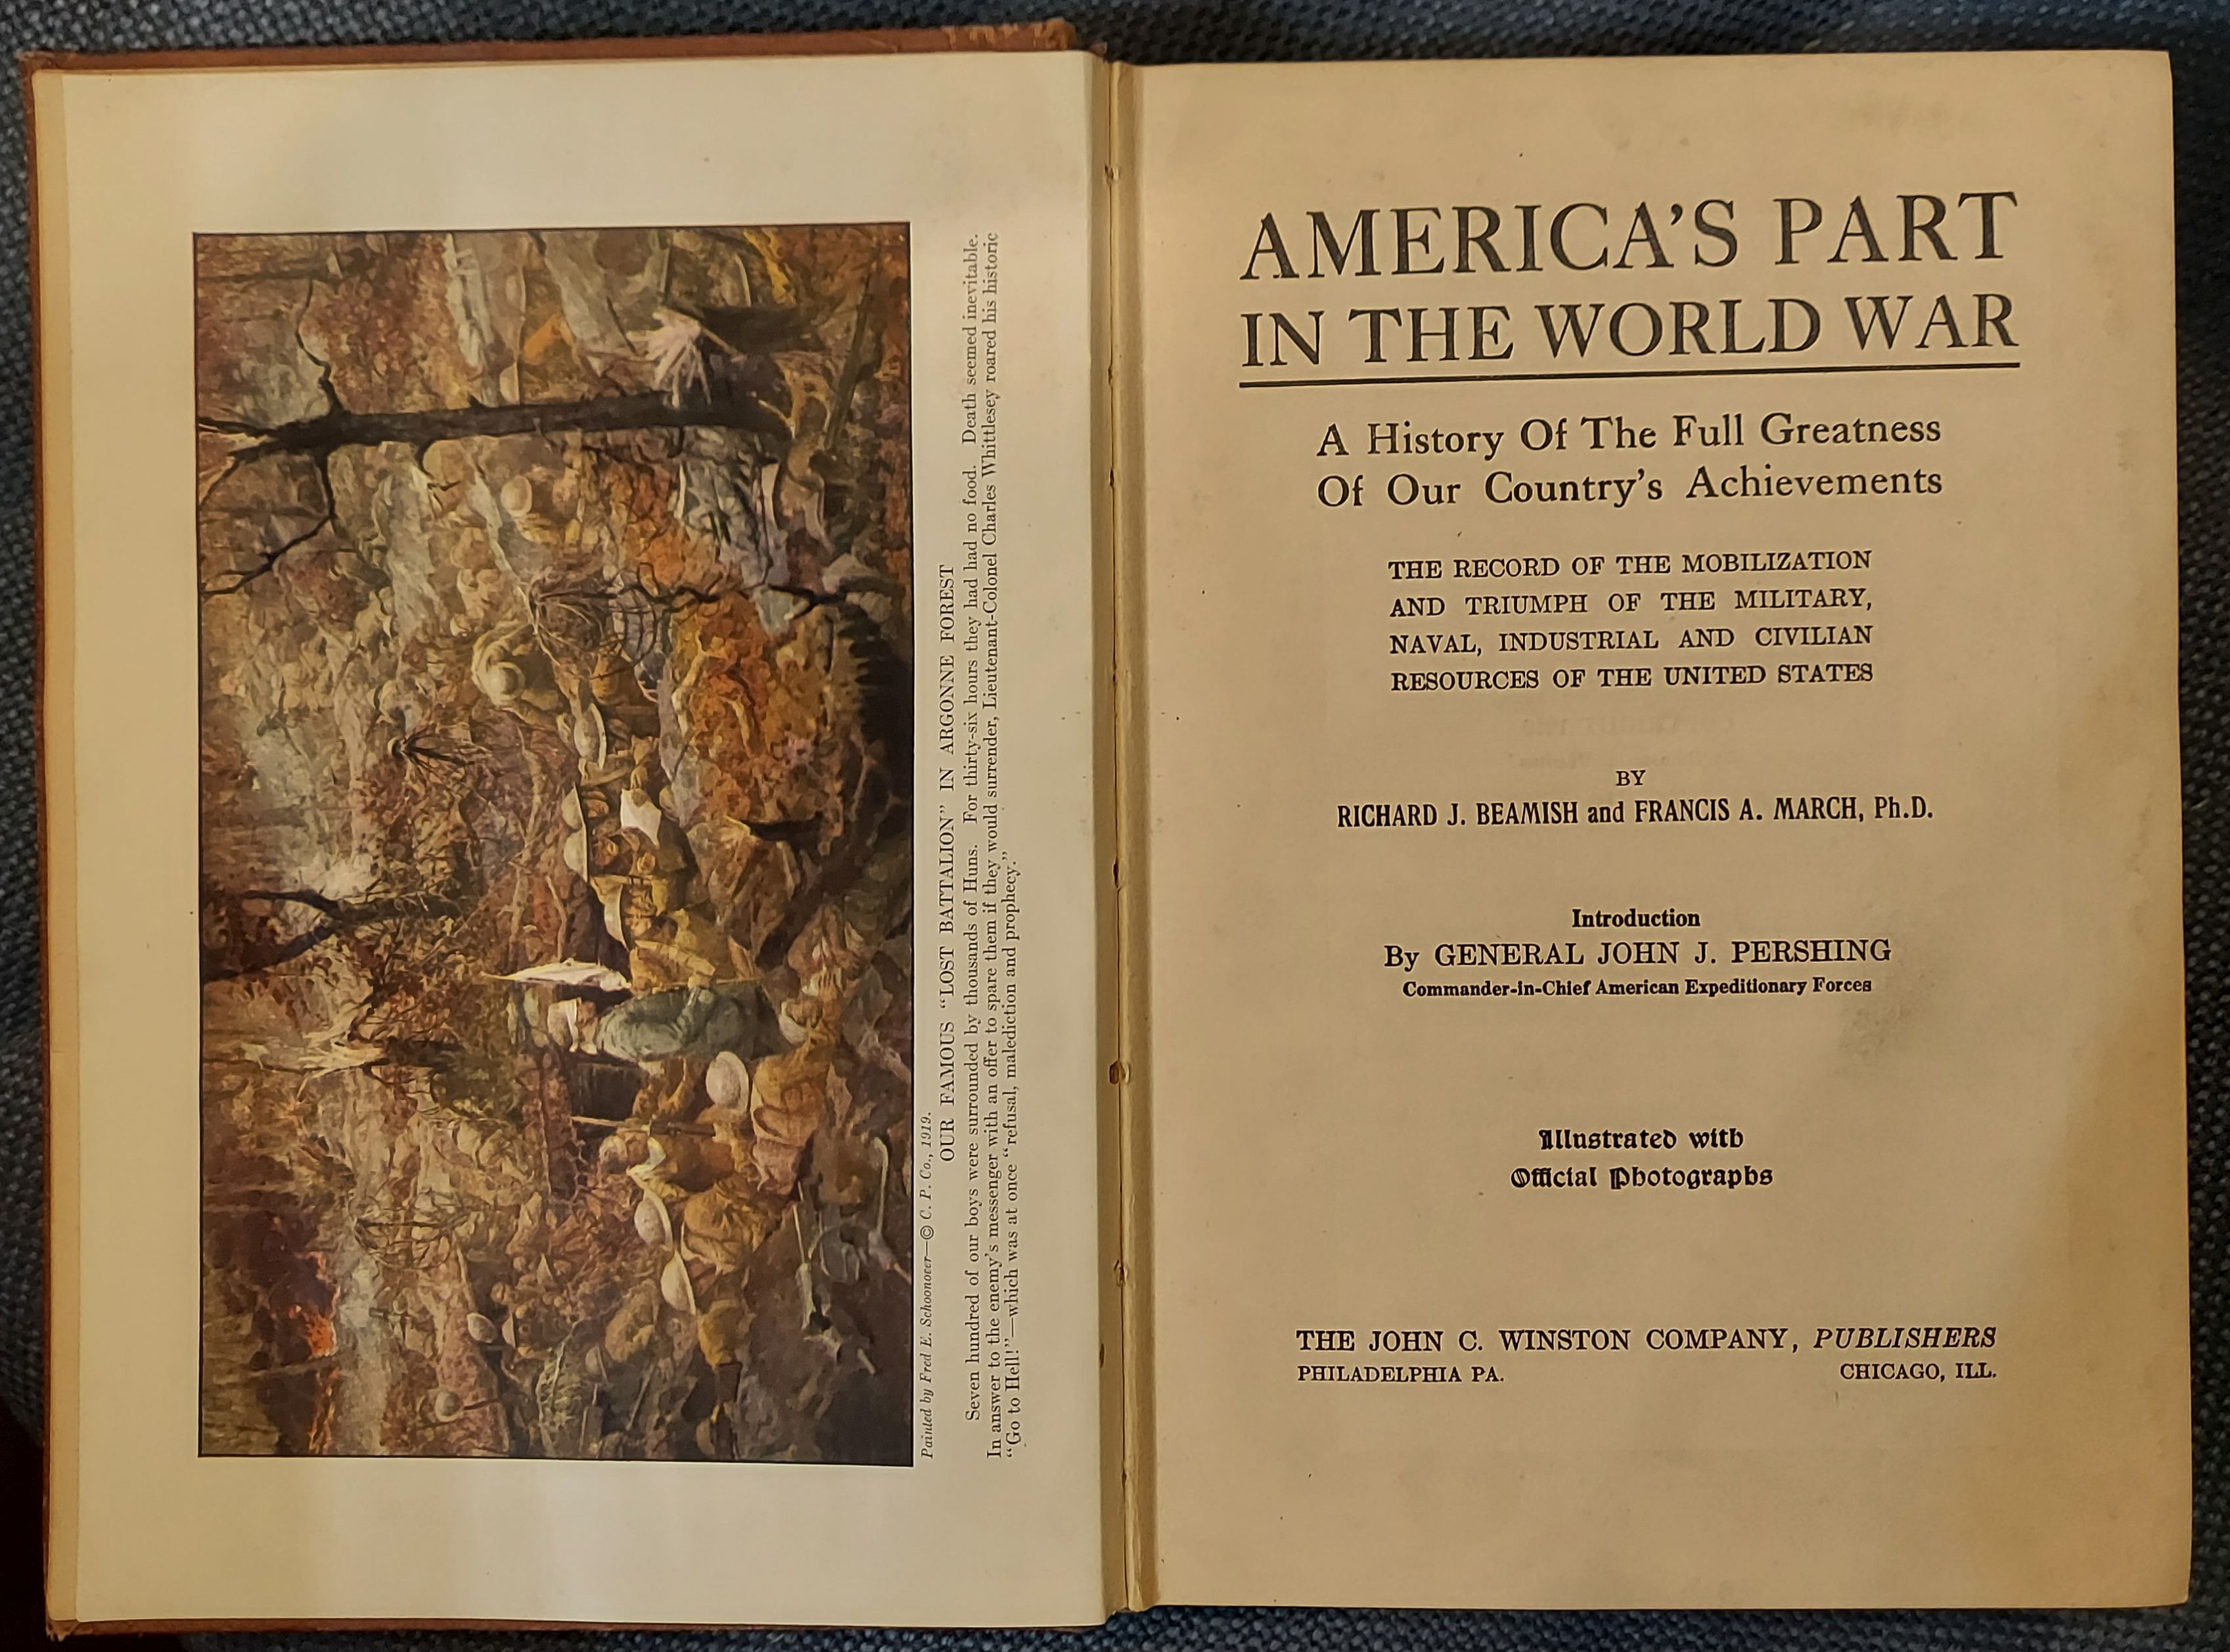 Painted by Fred E. Schoonover—© C. P. Co., 1919.
OUR FAMOUS “LOST BATTALION” IN ARGONNE FOREST
Seven hundred of our boys were surrounded by thousands of Huns. For thirty-six hours they had had no food. Death seemed inevitable.
In answer to the enemy’s messenger with an offer to spare them if they would surrender, Lieutenant-Colonel Charles Whittlesey roared his historic
“Go to Hell!”—which was at once “refusal, malediction and prophecy.”
AMERICA’S PART
IN THE WORLD WAR
A History Of The Full Greatness
Of Our Country’s Achievements
THE RECORD OF THE MOBILIZATION
AND TRIUMPH OF THE MILITARY,
NAVAL, INDUSTRIAL AND CIVILIAN
RESOURCES OF THE UNITED STATES
BY
RICHARD J. BEAMISH and FRANCIS A. MARCH, Ph.D.
Introduction
By GENERAL JOHN J. PERSHING
Commander-in-Chief American Expeditionary Forces
Illustrated with
Official Photographs
THE JOHN C. WINSTON COMPANY, PUBLISHERS
PHILADELPHIA PA. CHICAGO, ILL.